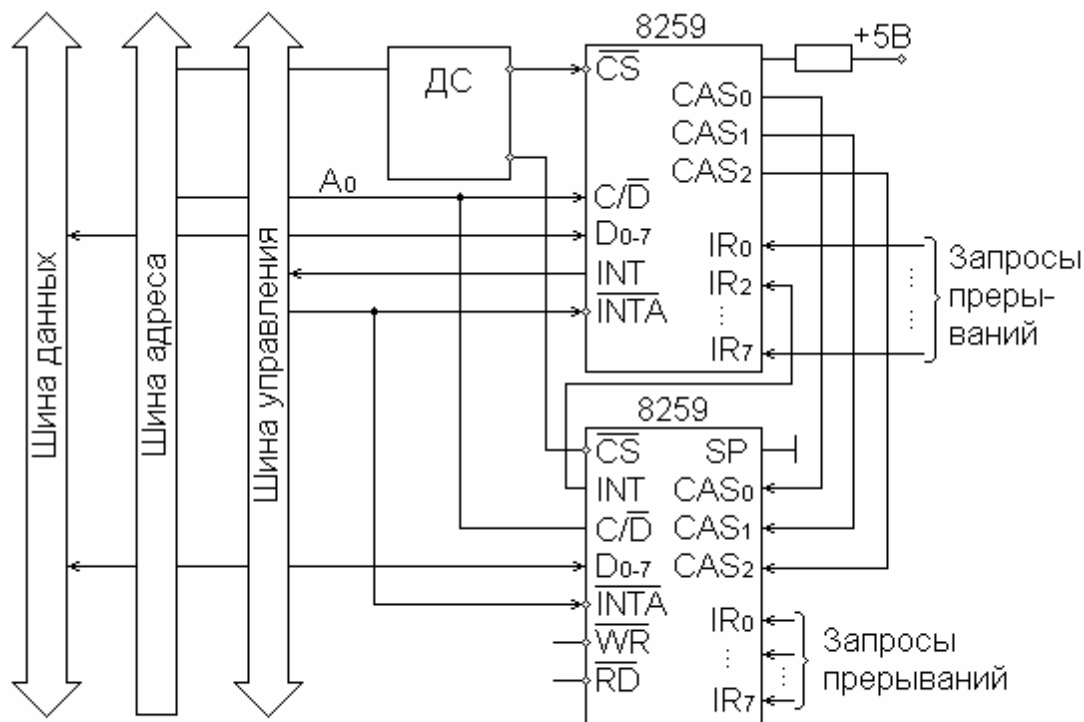 8259
+5В
CS
ДС
CAS0
CAS1
CAS2
A0
C/D
D0-7
INT
INTA
IR0
IR2
⋮
IR7
Запросы
преры-
ваний
Шина данных
Шина адреса
Шина управления
8259
CS
SP
INT
CAS0
C/D
CAS1
D0-7
CAS2
INTA
IR0
WR
⋮
RD
IR7
Запросы
прерываний